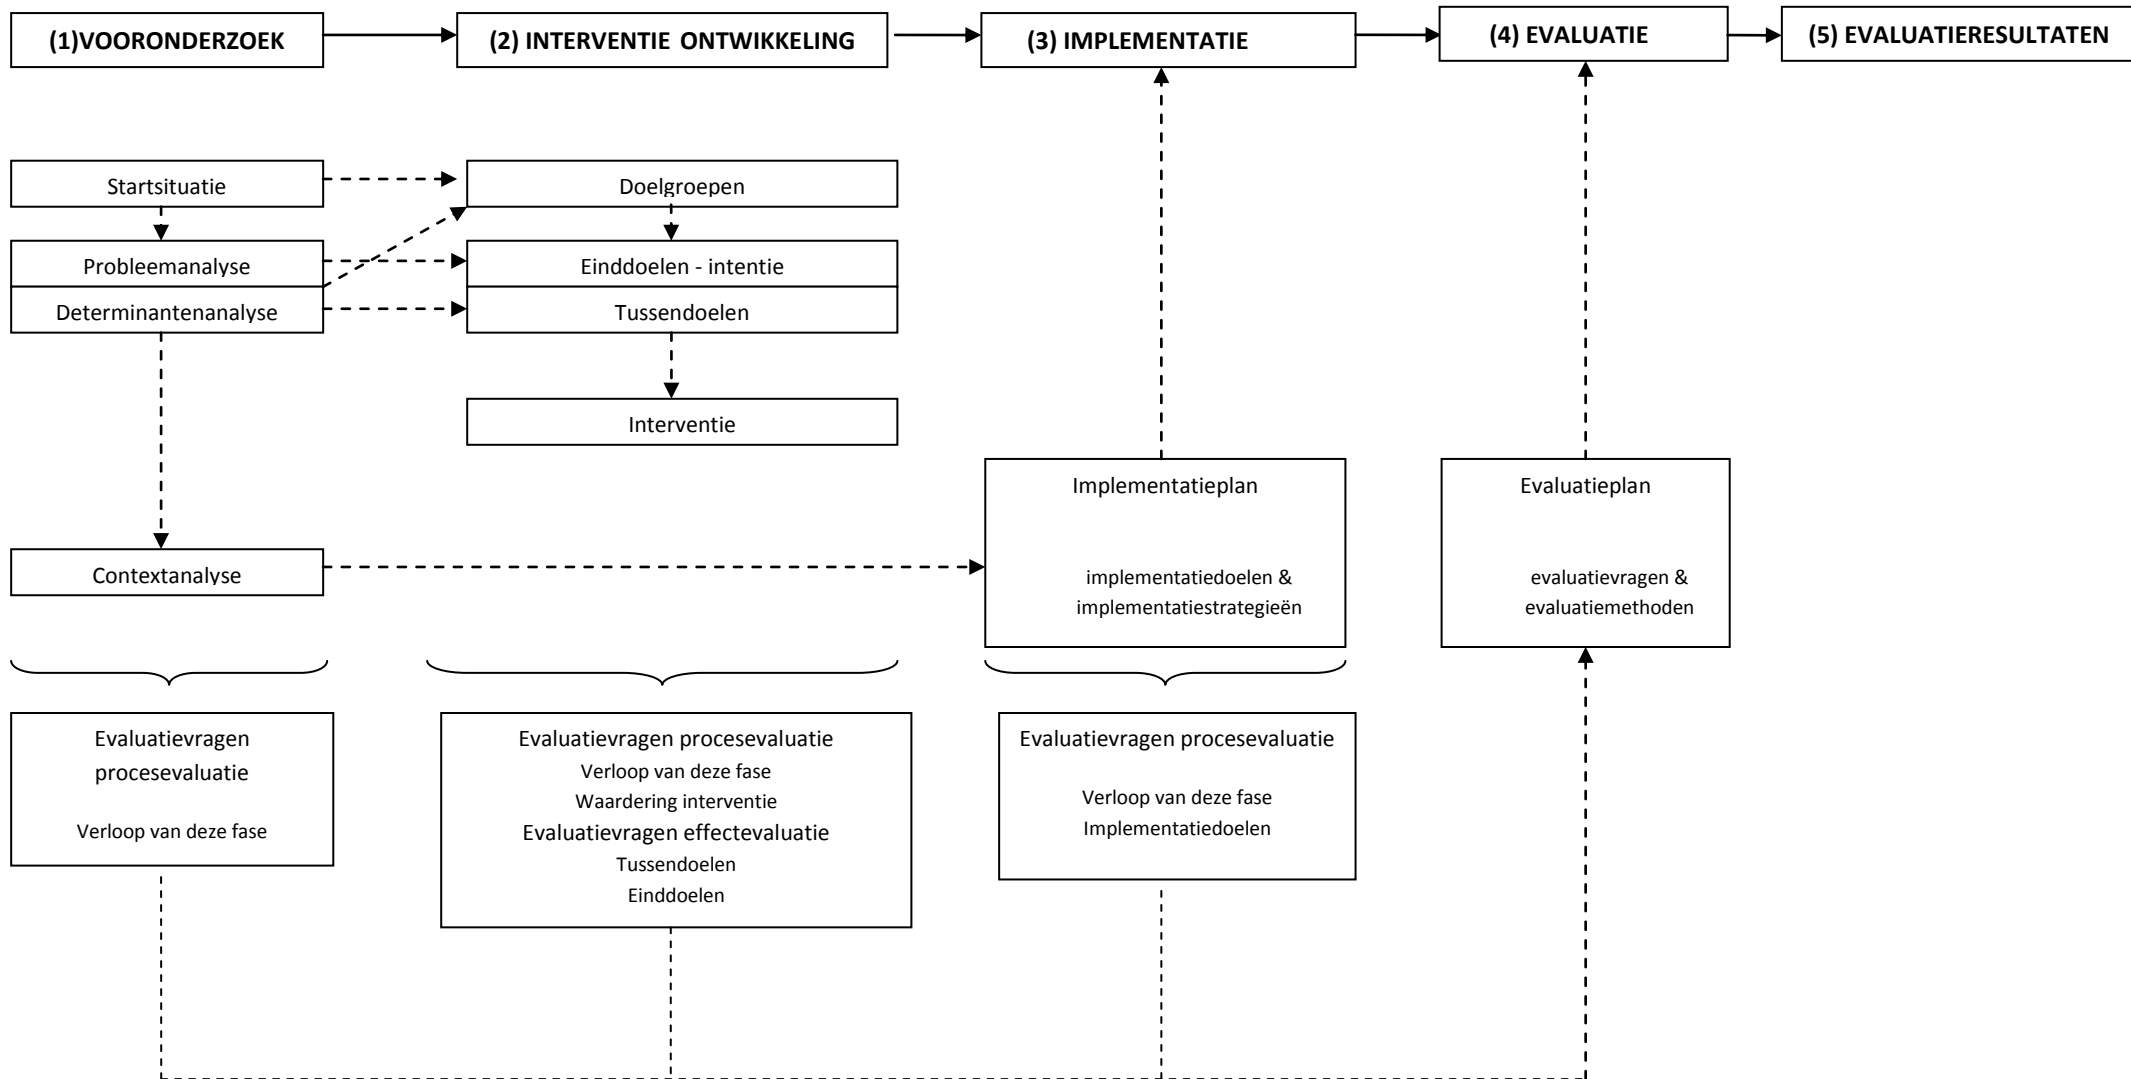 (1)VOORONDERZOEK
(2) INTERVENTIE ONTWIKKELING
(3) IMPLEMENTATIE
(4) EVALUATIE
(5) EVALUATIERESULTATEN
Startsituatie
Doelgroepen
Probleemanalyse
Einddoelen - intentie
Determinantenanalyse
Tussendoelen
Interventie
Contextanalyse
Implementatieplan
implementatiedoelen &
implementatiestrategieën
Evaluatieplan
evaluatievragen &
evaluatiemethoden
Evaluatievragen
procesevaluatie
Verloop van deze fase
Evaluatievragen procesevaluatie
Verloop van deze fase
Waardering interventie
Evaluatievragen effectevaluatie
Tussendoelen
Einddoelen
Evaluatievragen procesevaluatie
Verloop van deze fase
Implementatiedoelen